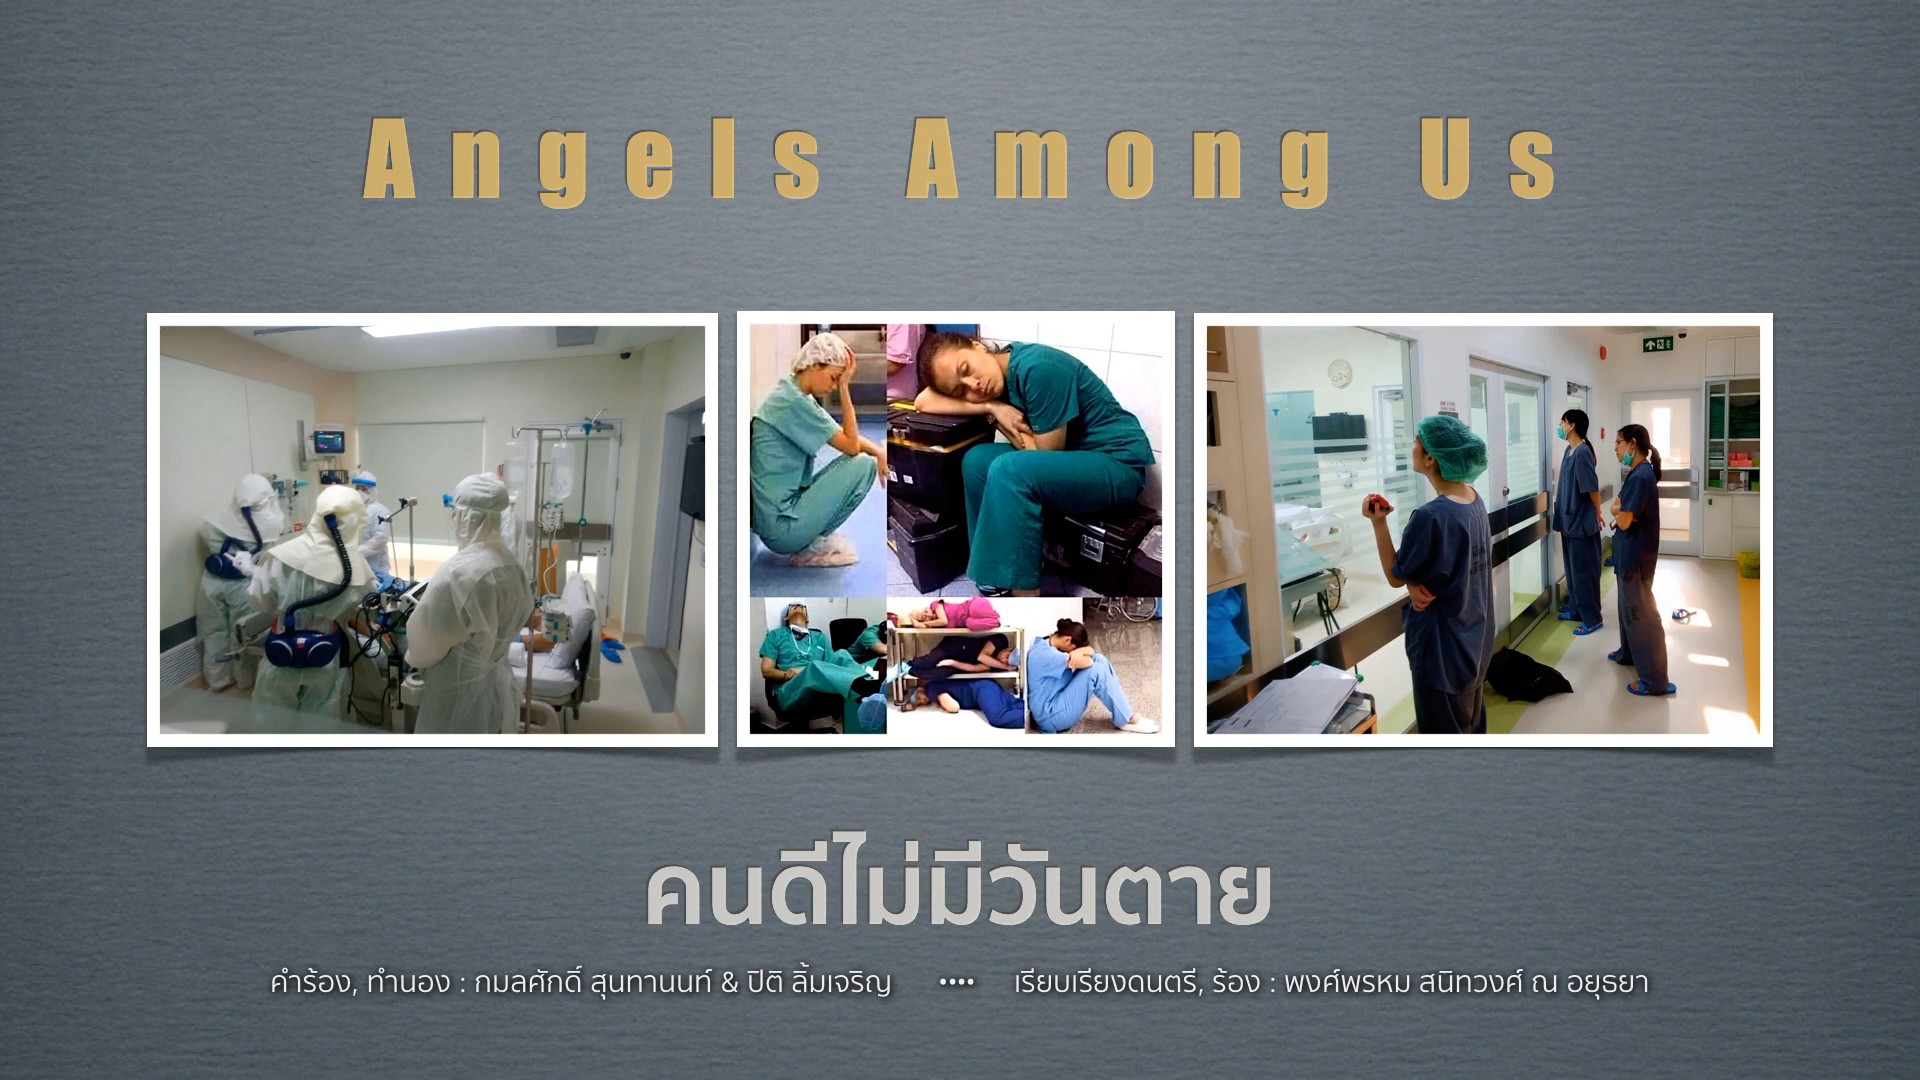 Angels Among Us
คนดีไม่มีวันตาย
คำร้อง, ทำนอง : กมลศักดิ์ สุนทานนท์ & ปิติ ลิ้มเจริญ •••• เรียบเรียงดนตรี, ร้อง : พงศ์พรหม สนิทวงศ์ ณ อยุธยา